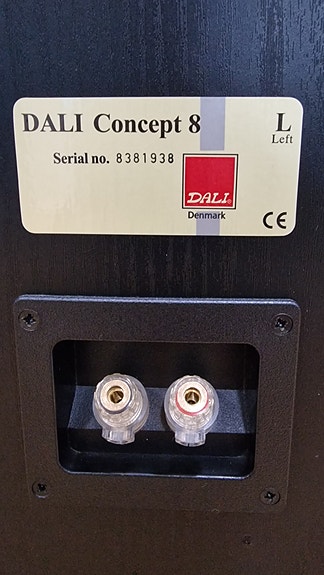 DALI Concept 8
L
Left
Serial no. 8381938
DALI
Denmark
CE